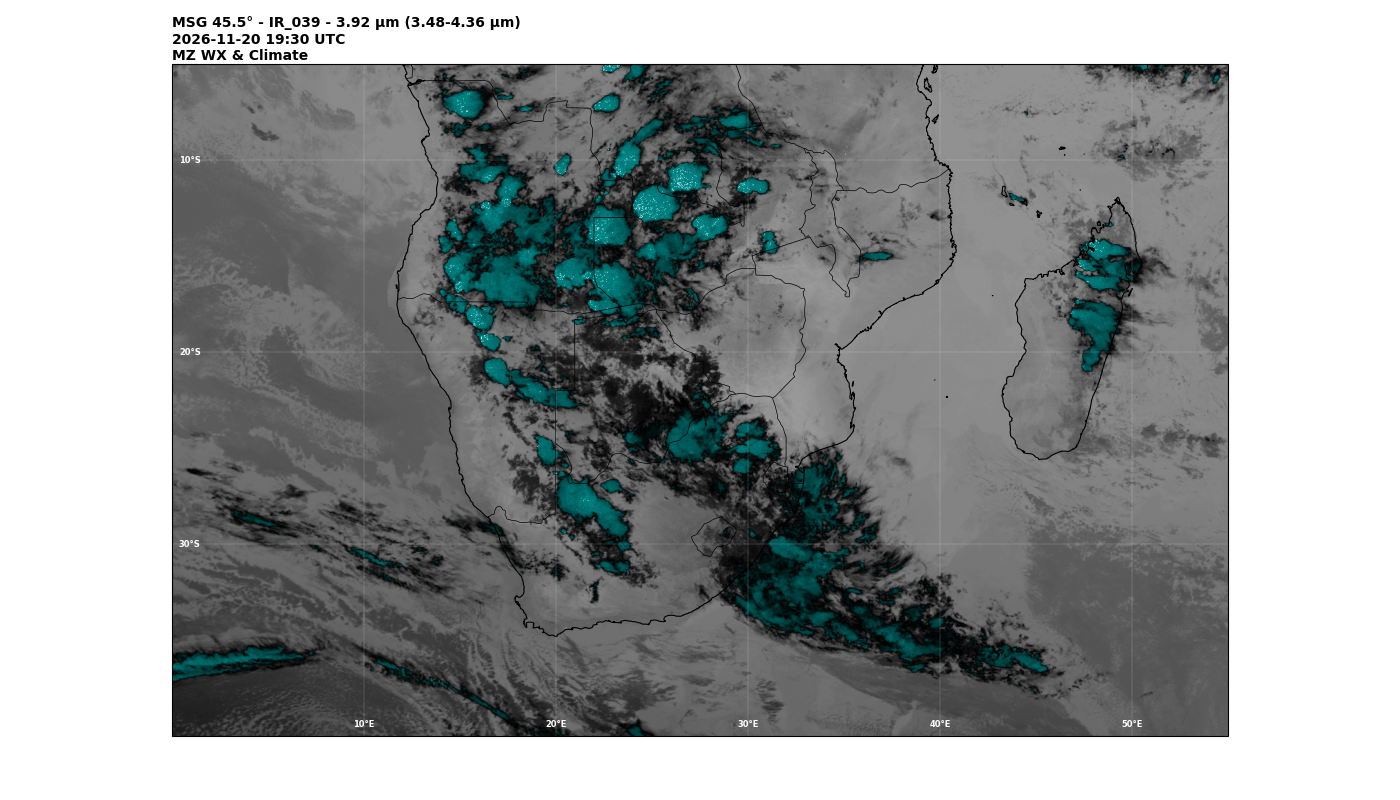 MSG 45.5° - IR_039 - 3.92 µm (3.48-4.36 µm)
2026-11-20 19:30 UTC
MZ WX & Climate
10°S
20°S
30°S
10°E
20°E
30°E
40°E
50°E